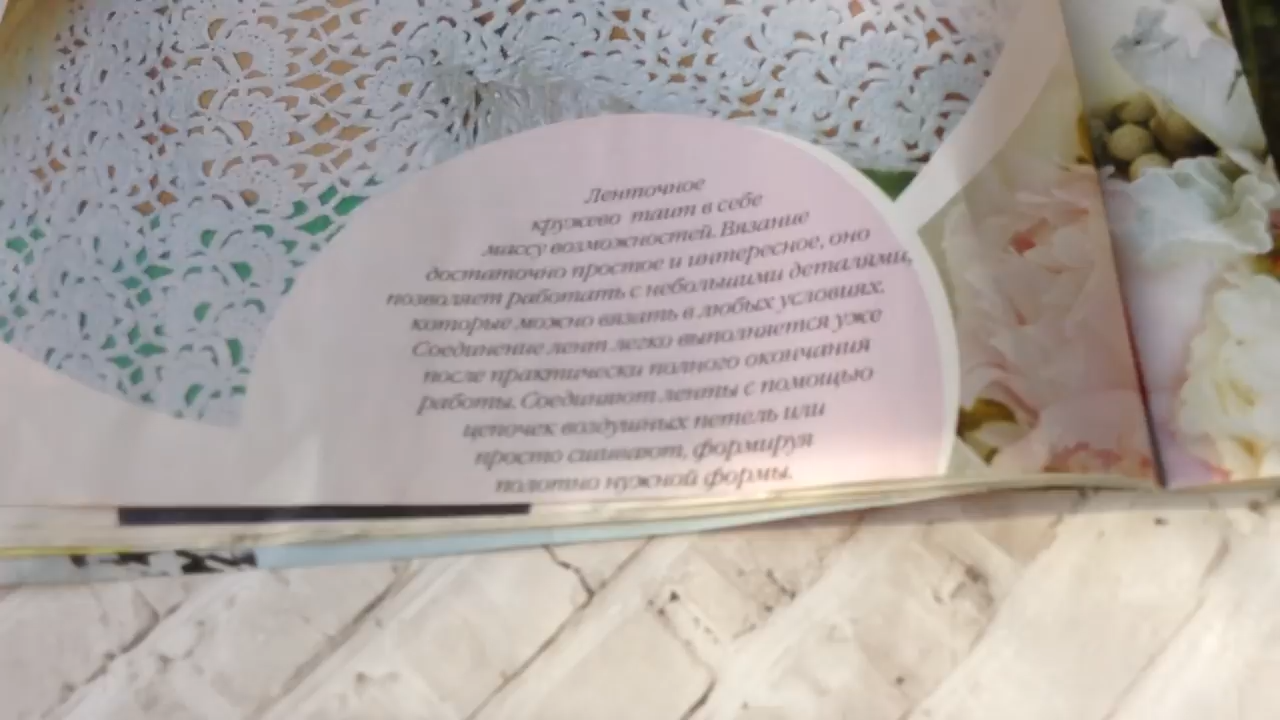 Ленточное
кружево таит в себе
массу возможностей. Вязание
достаточно простое и интересное, оно
позволяет работать с небольшими деталями,
которые можно вязать в любых условиях.
Соединение лент легко выполняется уже
после практически полного окончания
работы. Соединяют ленты с помощью
цепочек воздушных петель или
просто сшивают, формируя
полотно нужной формы.